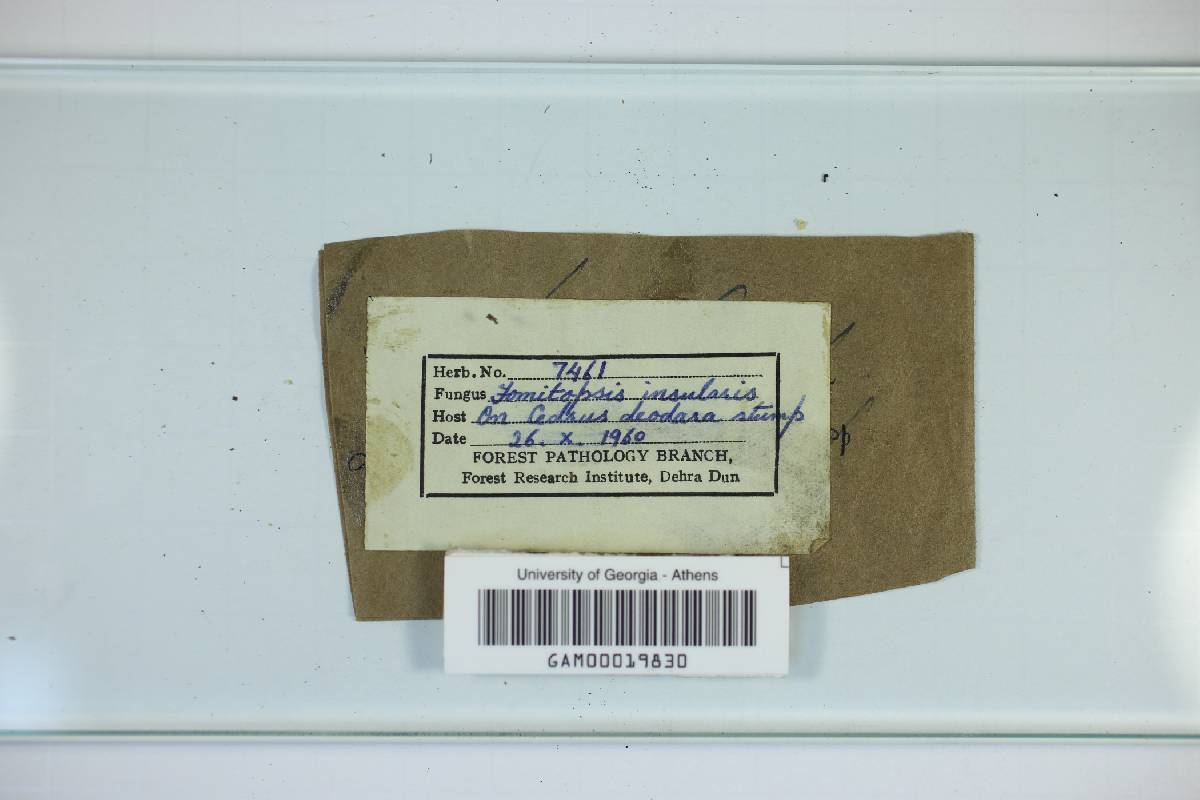 Herb. No. 7461
Fungus Fomitopsis insularis
Host On Cedrus deodara stump
Date 26. X. 1960
FOREST PATHOLOGY BRANCH,
Forest Research Institute, Dehra Dun
University of Georgia - Athens
GAM00019830